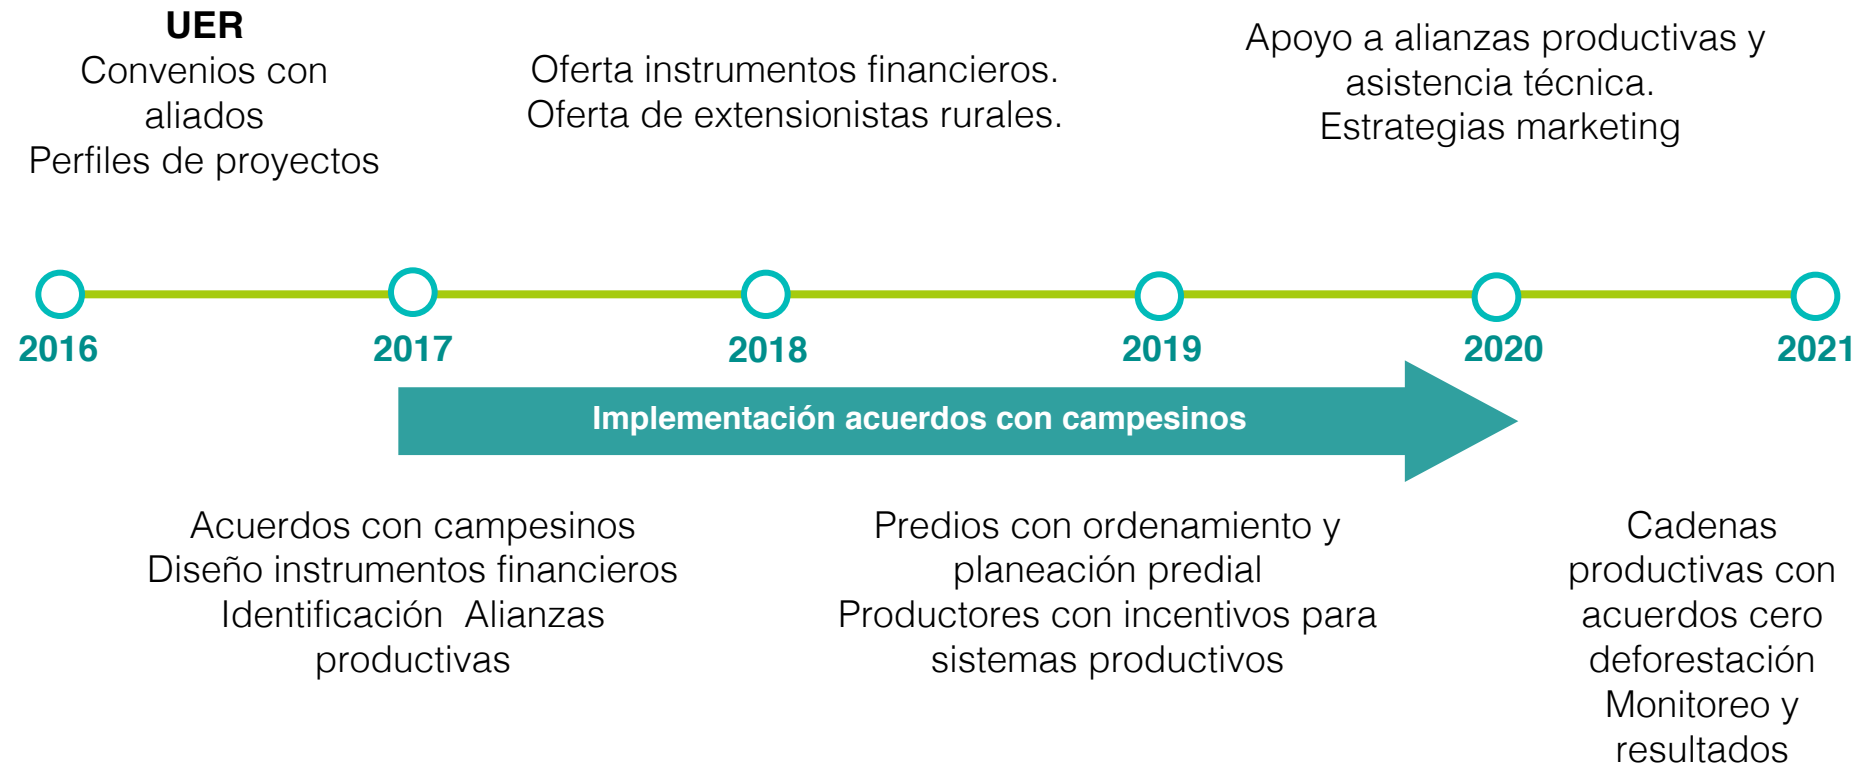 UER
Convenios con
aliados
Perfiles de proyectos
Oferta instrumentos financieros.
Oferta de extensionistas rurales.
Apoyo a alianzas productivas y
asistencia técnica.
Estrategias marketing
2016
2017
2018
2019
2020
2021
Implementación acuerdos con campesinos
Acuerdos con campesinos
Diseño instrumentos financieros
Identificación  Alianzas
productivas
Predios con ordenamiento y
planeación predial
Productores con incentivos para
sistemas productivos
Cadenas
productivas con
acuerdos cero
deforestación
Monitoreo y
resultados